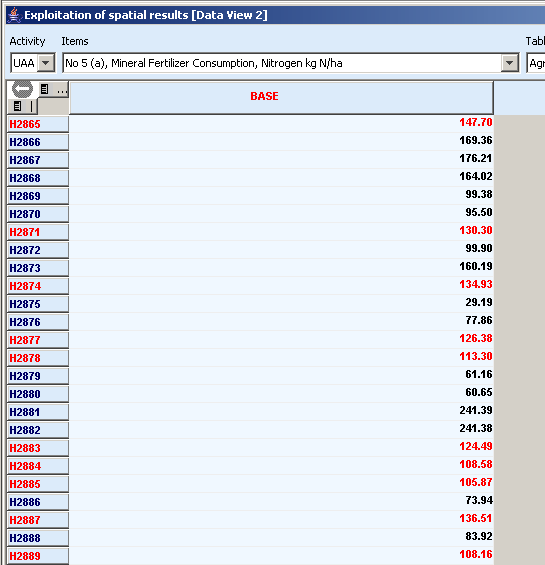 Exploitation of spatial results [Data View 2]
Activity Items Tabl
UAA No 5 (a), Mineral Fertilizer Consumption, Nitrogen kg N/ha Agr
... BASE
H2865 147.70
H2866 169.36
H2867 176.21
H2868 164.02
H2869 99.38
H2870 95.50
H2871 130.30
H2872 99.90
H2873 160.19
H2874 134.93
H2875 29.19
H2876 77.86
H2877 126.38
H2878 113.30
H2879 61.16
H2880 60.65
H2881 241.39
H2882 241.38
H2883 124.49
H2884 108.58
H2885 105.87
H2886 73.94
H2887 136.51
H2888 83.92
H2889 108.16